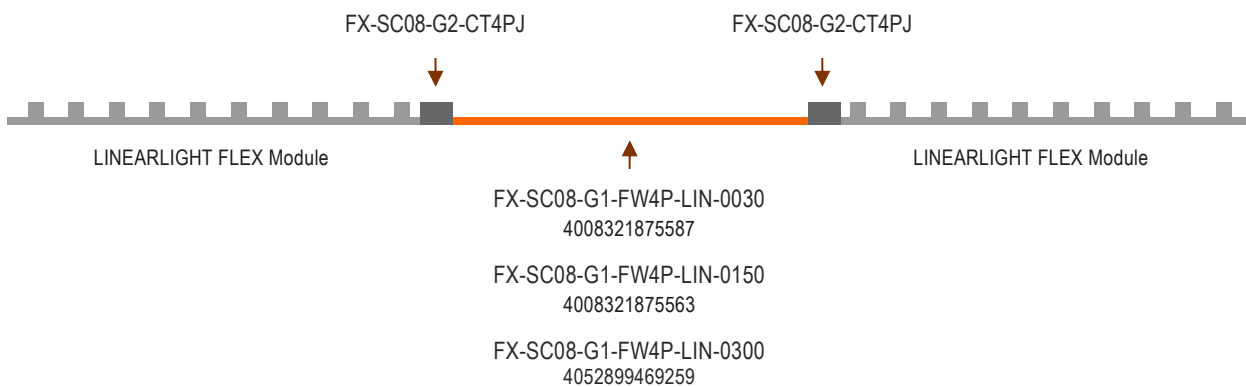 FX-SC08-G2-CT4PJ
FX-SC08-G2-CT4PJ
LINEARLIGHT FLEX Module
LINEARLIGHT FLEX Module
FX-SC08-G1-FW4P-LIN-0030
4008321875587
FX-SC08-G1-FW4P-LIN-0150
4008321875563
FX-SC08-G1-FW4P-LIN-0300
4052899469259